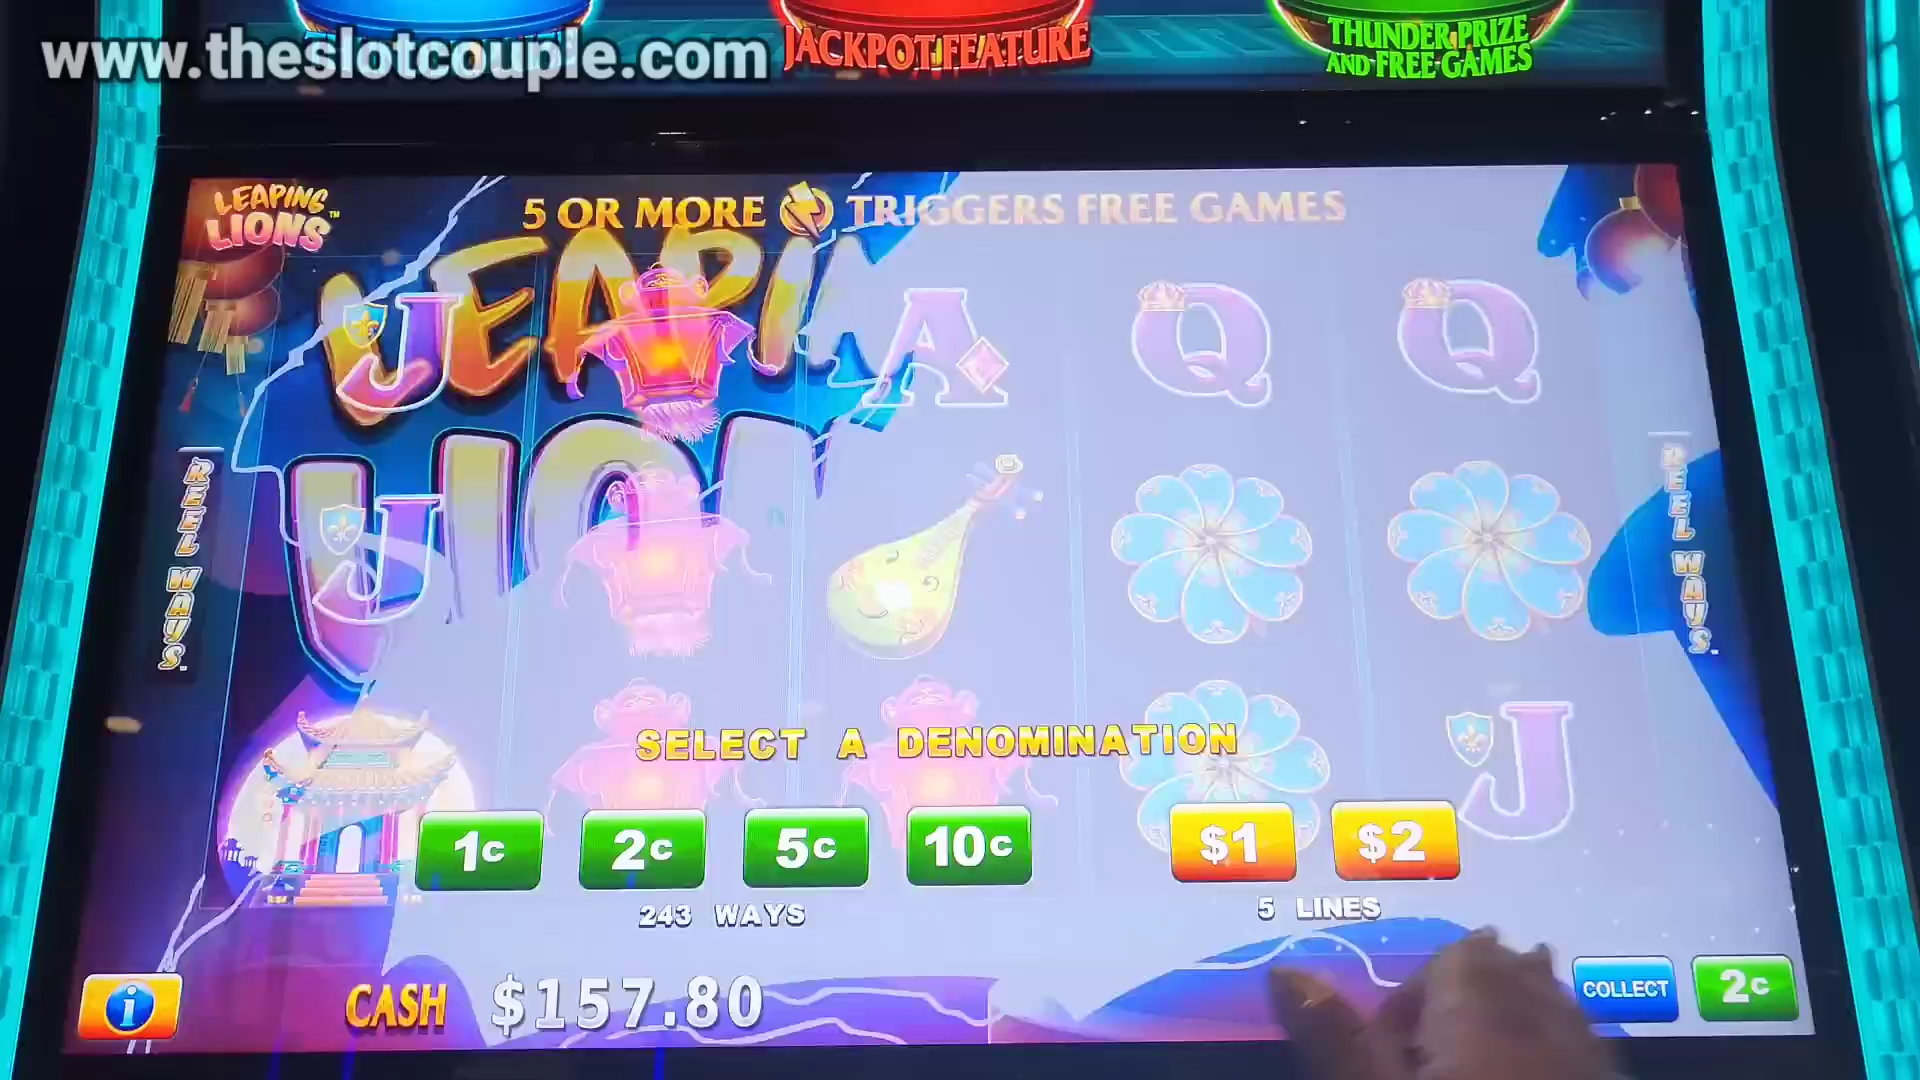 www.theslotcouple.com
JACKPOT FEATURE
THUNDER PRIZE
AND FREE GAMES
LEAPING
LIONS™
5 OR MORE TRIGGERS FREE GAMES
J A Q Q
REEL WAYS
J
REEL WAYS
SELECT A DENOMINATION
J
1c 2c 5c 10c $1 $2
243 WAYS
5 LINES
i
CASH $157.80
COLLECT
2c